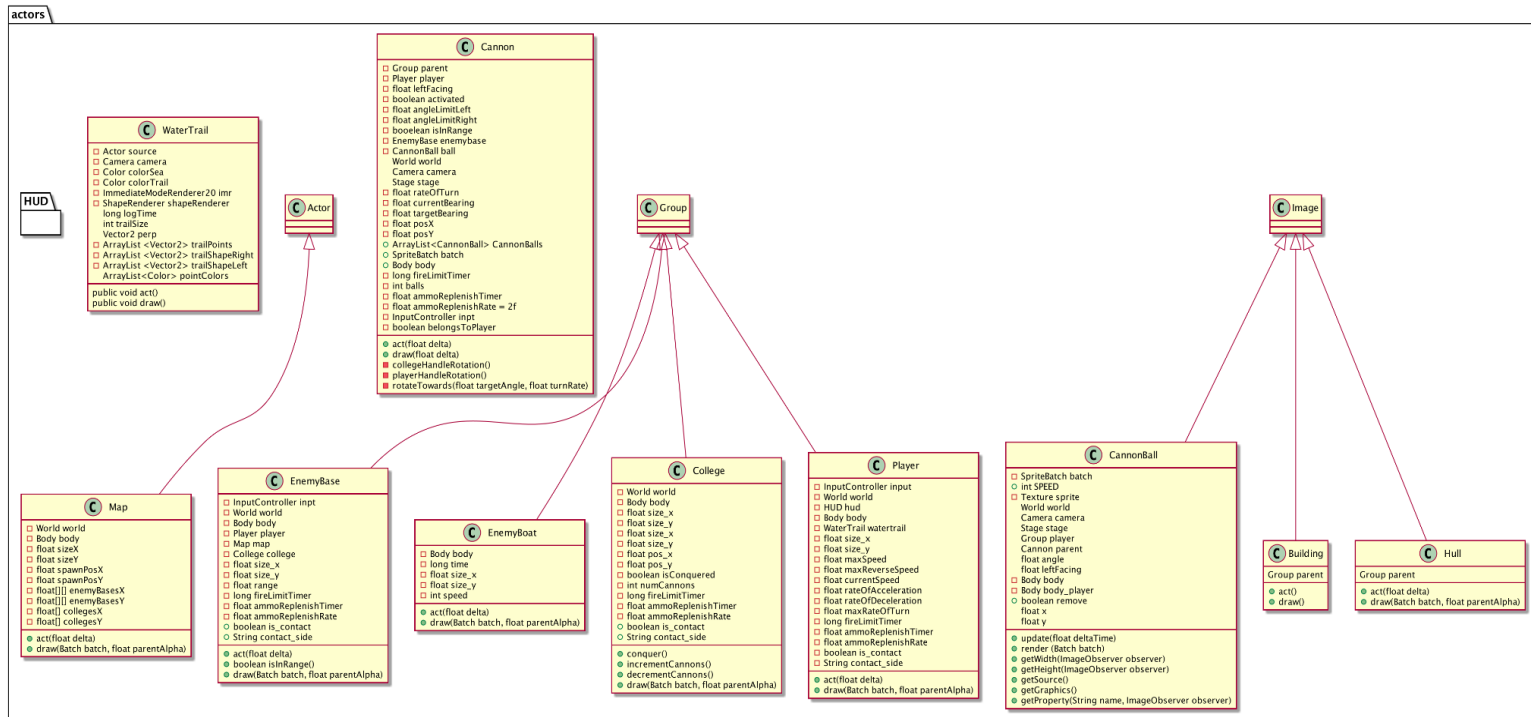 actors
HUD
C WaterTrail
Actor source
Camera camera
Color colorSea
Color colorTrail
ImmediateModeRenderer20 imr
ShapeRenderer shapeRenderer
long logTime
int trailSize
Vector2 perp
ArrayList <Vector2> trailPoints
ArrayList <Vector2> trailShapeRight
ArrayList <Vector2> trailShapeLeft
ArrayList<Color> pointColors
public void act()
public void draw()
C Actor
C Cannon
Group parent
Player player
float leftFacing
boolean activated
float angleLimitLeft
float angleLimitRight
booelean isInRange
EnemyBase enemybase
CannonBall ball
World world
Camera camera
Stage stage
float rateOfTurn
float currentBearing
float targetBearing
float posX
float posY
ArrayList<CannonBall> CannonBalls
SpriteBatch batch
Body body
long fireLimitTimer
int balls
float ammoReplenishTimer
float ammoReplenishRate = 2f
InputController inpt
boolean belongsToPlayer
act(float delta)
draw(float delta)
collegeHandleRotation()
playerHandleRotation()
rotateTowards(float targetAngle, float turnRate)
C Group
C Image
C Map
World world
Body body
float sizeX
float sizeY
float spawnPosX
float spawnPosY
float[][] enemyBasesX
float[][] enemyBasesY
float[] collegesX
float[] collegesY
act(float delta)
draw(Batch batch, float parentAlpha)
C EnemyBase
InputController inpt
World world
Body body
Player player
Map map
College college
float size_x
float size_y
float range
long fireLimitTimer
float ammoReplenishTimer
float ammoReplenishRate
boolean is_contact
String contact_side
act(float delta)
boolean isInRange()
draw(Batch batch, float parentAlpha)
C EnemyBoat
Body body
long time
float size_x
float size_y
int speed
act(float delta)
draw(Batch batch, float parentAlpha)
C College
World world
Body body
float size_x
float size_y
float size_x
float size_y
float pos_x
float pos_y
boolean isConquered
int numCannons
long fireLimitTimer
float ammoReplenishTimer
float ammoReplenishRate
boolean is_contact
String contact_side
conquer()
incrementCannons()
decrementCannons()
draw(Batch batch, float parentAlpha)
C Player
InputController input
World world
HUD hud
Body body
WaterTrail watertrail
float size_x
float size_y
float maxSpeed
float maxReverseSpeed
float currentSpeed
float rateOfAcceleration
float rateOfDeceleration
float maxRateOfTurn
long fireLimitTimer
float ammoReplenishTimer
float ammoReplenishRate
boolean is_contact
String contact_side
act(float delta)
draw(Batch batch, float parentAlpha)
C CannonBall
SpriteBatch batch
int SPEED
Texture sprite
World world
Camera camera
Stage stage
Group player
Cannon parent
float angle
float leftFacing
Body body
Body body_player
boolean remove
float x
float y
update(float deltaTime)
render (Batch batch)
getWidth(ImageObserver observer)
getHeight(ImageObserver observer)
getSource()
getGraphics()
getProperty(String name, ImageObserver observer)
C Building
Group parent
act()
draw()
C Hull
Group parent
act(float delta)
draw(Batch batch, float parentAlpha)